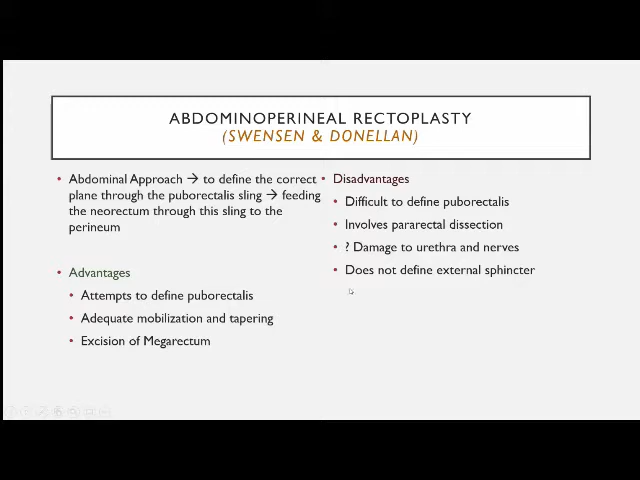 ABDOMINOPERINEAL RECTOPLASTY
(SWENSEN & DONELLAN)
• Abdominal Approach → to define the correct
plane through the puborectalis sling → feeding
the neorectum through this sling to the
perineum
• Advantages
• Attempts to define puborectalis
• Adequate mobilization and tapering
• Excision of Megarectum
• Disadvantages
• Difficult to define puborectalis
• Involves pararectal dissection
• ? Damage to urethra and nerves
• Does not define external sphincter